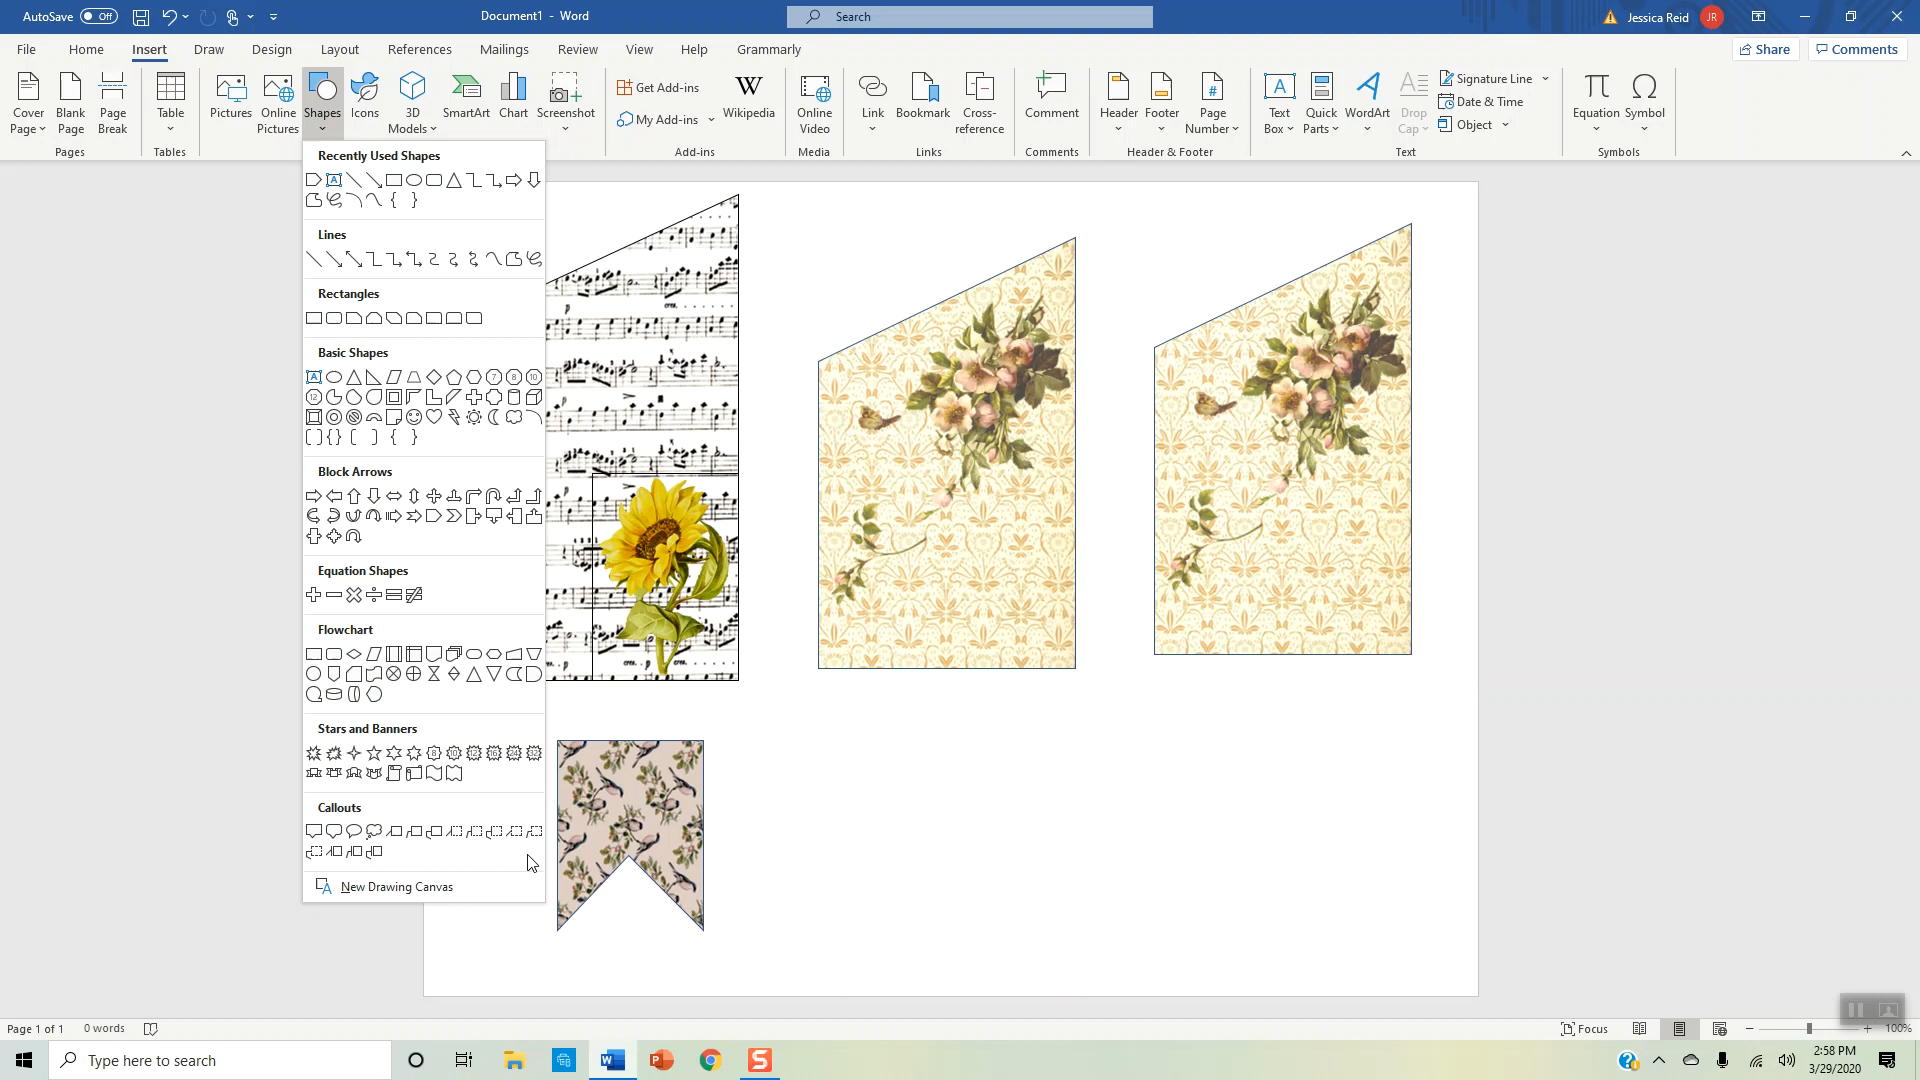 AutoSave Off
Document1 - Word
Search
Jessica Reid JR
File Home Insert Draw Design Layout References Mailings Review View Help Grammarly
Share Comments
Cover Page
Blank Page
Page Break
Table
Pictures
Online Pictures
Shapes
Icons
3D Models
SmartArt
Chart
Screenshot
Get Add-ins
My Add-ins
Wikipedia
Online Video
Link
Bookmark
Cross-reference
Comment
Header
Footer
Page Number
Text Box
Quick Parts
WordArt
Drop Cap
Signature Line
Date & Time
Object
Equation
Symbol
Pages Tables Add-ins Media Links Comments Header & Footer Text Symbols
Recently Used Shapes
Lines
Rectangles
Basic Shapes
Block Arrows
Equation Shapes
Flowchart
Stars and Banners
Callouts
New Drawing Canvas
Page 1 of 1 0 words
Focus
100%
Type here to search
2:58 PM
3/29/2020